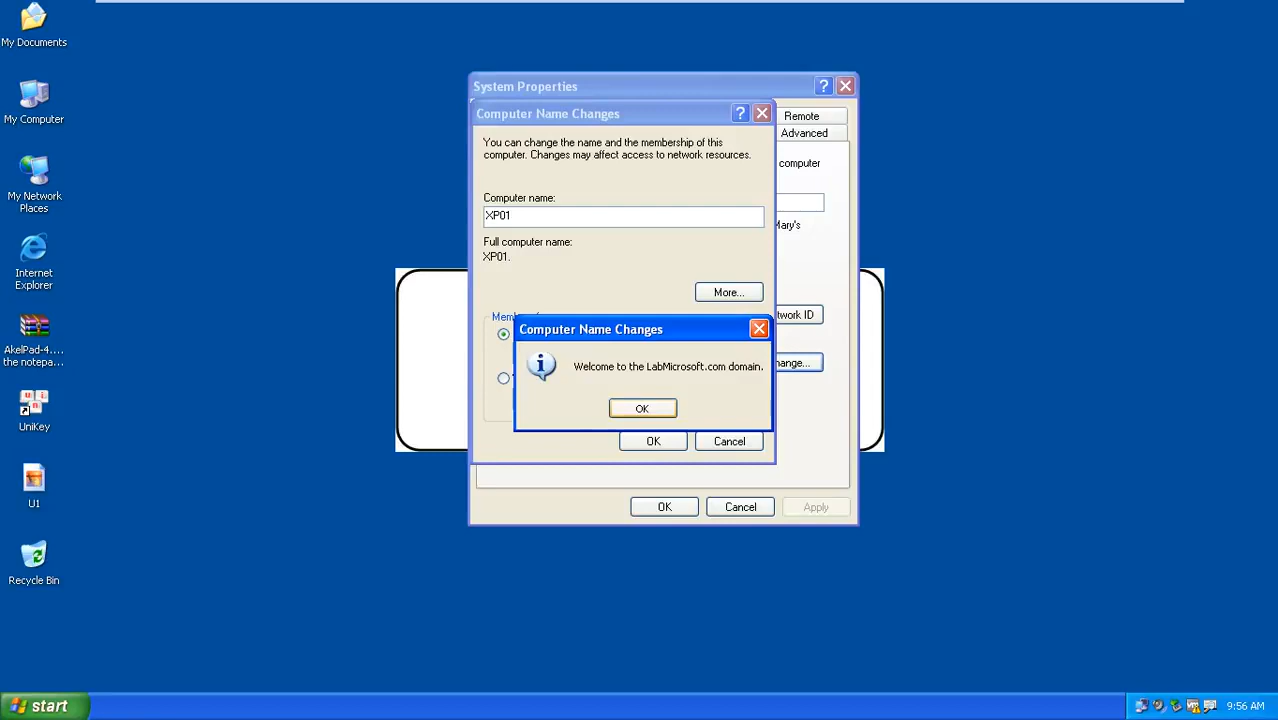 My Documents
My Computer
My Network
Places
Internet
Explorer
AkelPad-4....
the notepa...
UniKey
U1
Recycle Bin
System Properties
Remote
Advanced
computer
Mary's
twork ID
hange...
OK
Cancel
Apply
Computer Name Changes
You can change the name and the membership of this
computer. Changes may affect access to network resources.
Computer name:
XP01
Full computer name:
XP01.
More...
OK
Cancel
Computer Name Changes
Welcome to the LabMicrosoft.com domain.
OK
start
9:56 AM